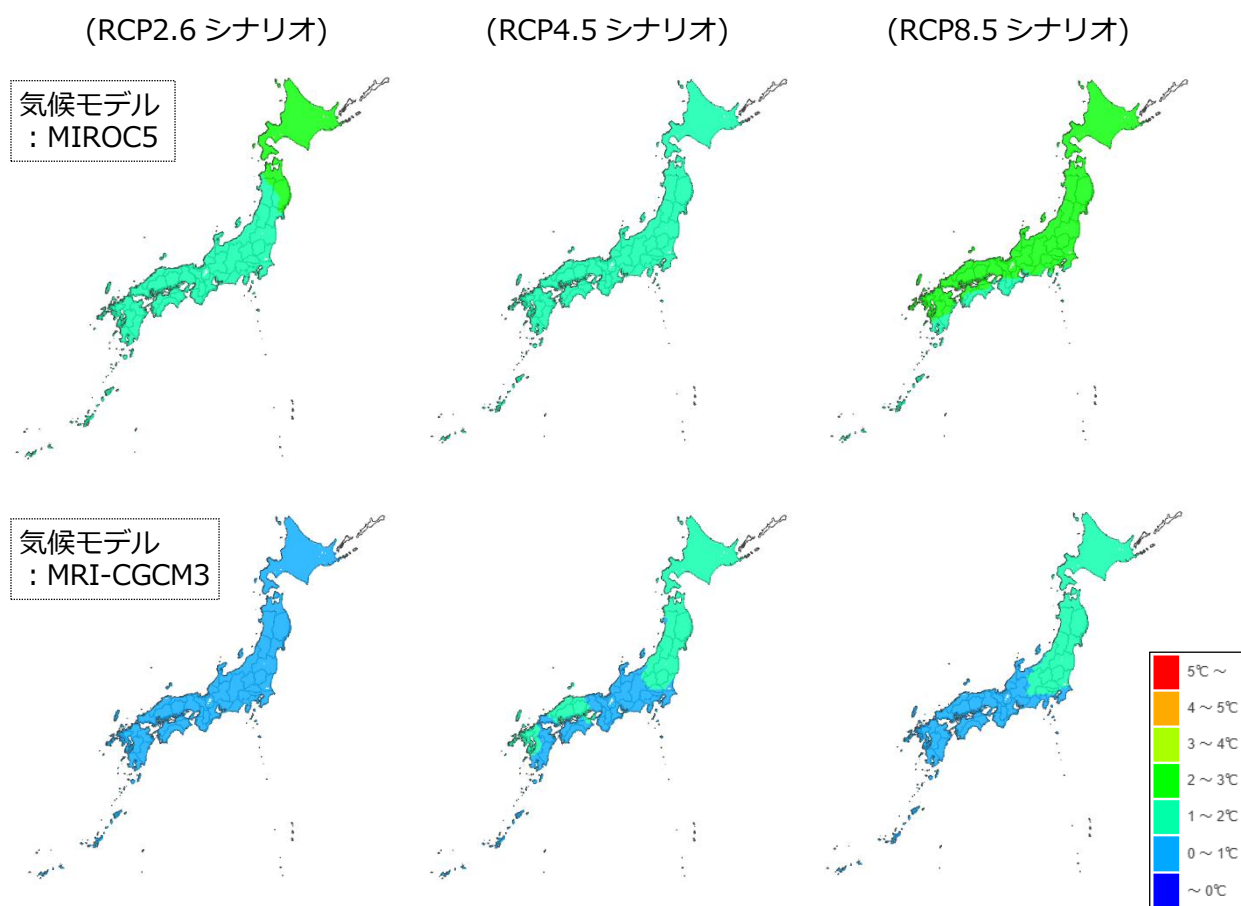 (RCP2.6 シナリオ)
(RCP4.5 シナリオ)
(RCP8.5 シナリオ)
気候モデル
：MIROC5
気候モデル
：MRI-CGCM3
5℃～
4～5℃
3～4℃
2～3℃
1～2℃
0～1℃
～0℃